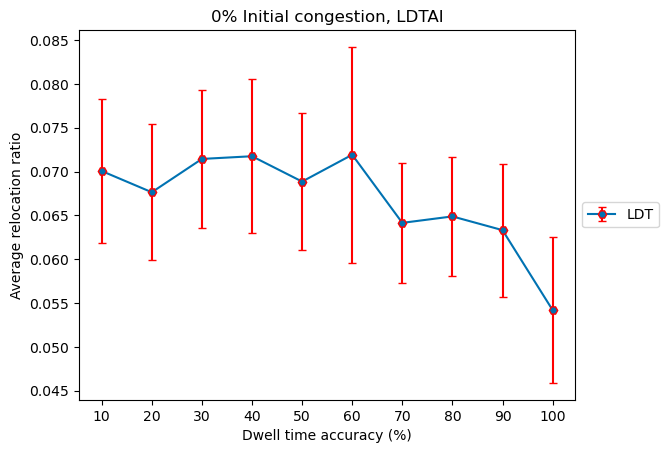 0% Initial congestion, LDTAI
0.085
0.080
0.075
0.070
0.065
0.060
0.055
0.050
0.045
Average relocation ratio
LDT
10 20 30 40 50 60 70 80 90 100
Dwell time accuracy (%)